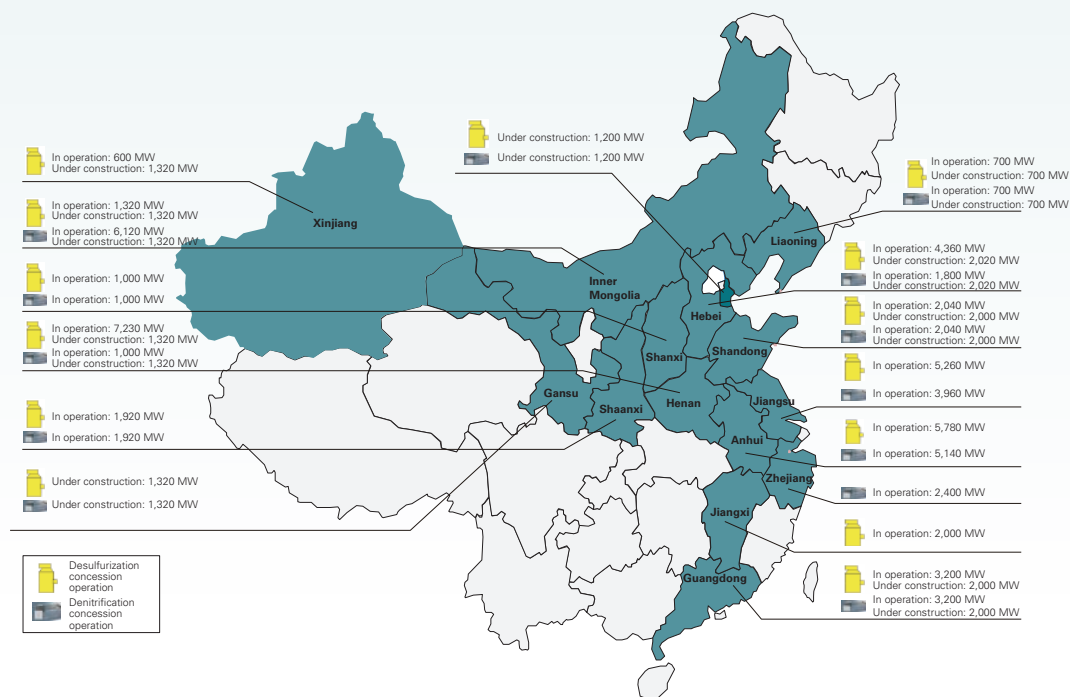 Under construction: 1,200 MW
Under construction: 1,200 MW
In operation: 600 MW
Under construction: 1,320 MW
In operation: 1,320 MW
Under construction: 1,320 MW
In operation: 6,120 MW
Under construction: 1,320 MW
In operation: 1,000 MW
In operation: 1,000 MW
In operation: 7,230 MW
Under construction: 1,320 MW
In operation: 1,000 MW
Under construction: 1,320 MW
In operation: 1,920 MW
In operation: 1,920 MW
Under construction: 1,320 MW
Under construction: 1,320 MW
Desulfurization
concession
operation
Denitrification
concession
operation
Xinjiang
Inner
Mongolia
Liaoning
Hebei
Shanxi
Shandong
Gansu
Shaanxi
Henan
Jiangsu
Anhui
Zhejiang
Jiangxi
Guangdong
In operation: 700 MW
Under construction: 700 MW
In operation: 700 MW
Under construction: 700 MW
In operation: 4,360 MW
Under construction: 2,020 MW
In operation: 1,800 MW
Under construction: 2,020 MW
In operation: 2,040 MW
Under construction: 2,000 MW
In operation: 2,040 MW
Under construction: 2,000 MW
In operation: 5,260 MW
In operation: 3,960 MW
In operation: 5,780 MW
In operation: 5,140 MW
In operation: 2,400 MW
In operation: 2,000 MW
In operation: 3,200 MW
Under construction: 2,000 MW
In operation: 3,200 MW
Under construction: 2,000 MW